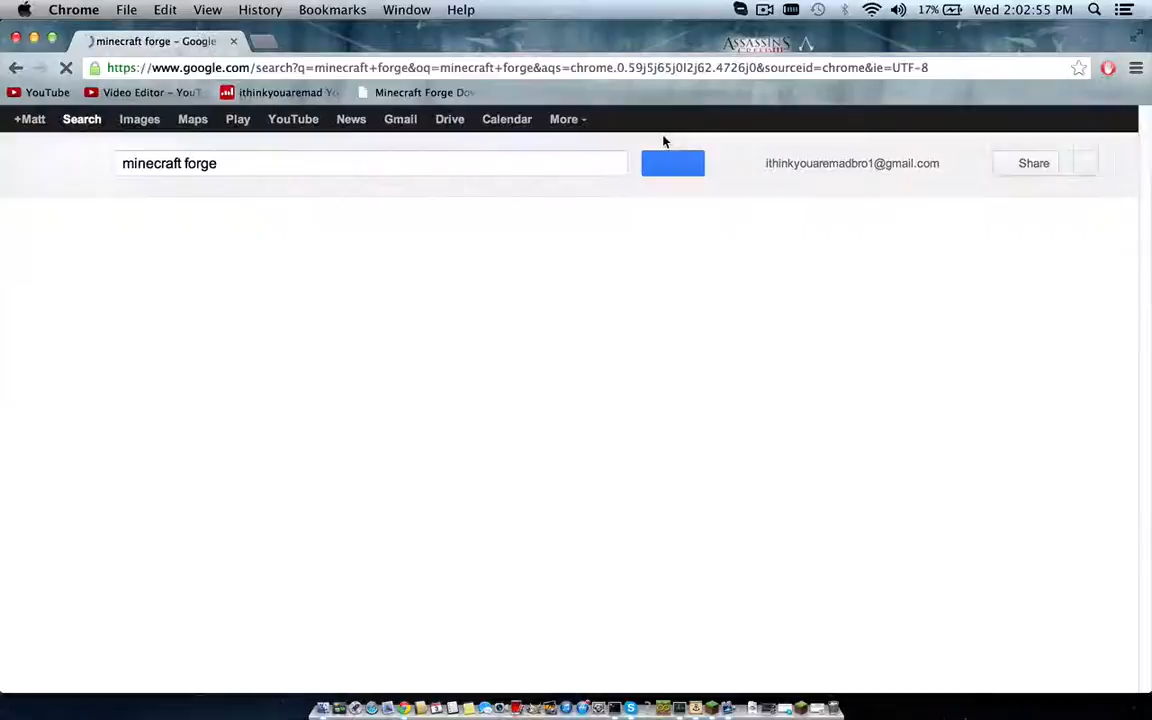 Chrome File Edit View History Bookmarks Window Help 17% Wed 2:02:55 PM
minecraft forge - Google
ASSASSINS
https://www.google.com/search?q=minecraft+forge&oq=minecraft+forge&aqs=chrome.0.59j5j65j0l2j62.4726j0&sourceid=chrome&ie=UTF-8
YouTube Video Editor - YouT ithinkyouaremad Yo Minecraft Forge Dov
+Matt Search Images Maps Play YouTube News Gmail Drive Calendar More
minecraft forge ithinkyouaremadbro1@gmail.com Share